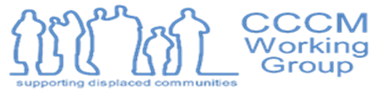 CCCM
Working
Group
supporting displaced communities